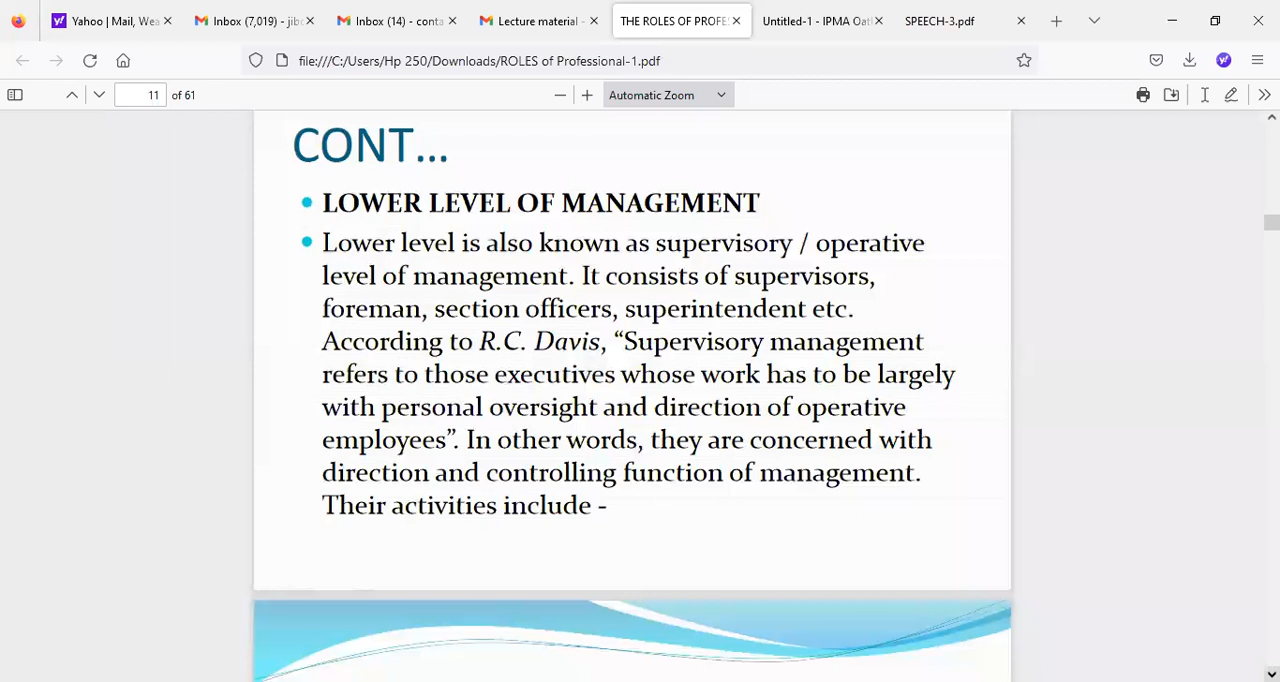 Yahoo | Mail, Wea
Inbox (7,019) - jib
Inbox (14) - conta
Lecture material -
THE ROLES OF PROFE
Untitled-1 - IPMA Oat
SPEECH-3.pdf
file:///C:/Users/Hp 250/Downloads/ROLES of Professional-1.pdf
11 of 61
Automatic Zoom
CONT...
LOWER LEVEL OF MANAGEMENT
Lower level is also known as supervisory / operative
level of management. It consists of supervisors,
foreman, section officers, superintendent etc.
According to R.C. Davis, “Supervisory management
refers to those executives whose work has to be largely
with personal oversight and direction of operative
employees”. In other words, they are concerned with
direction and controlling function of management.
Their activities include -